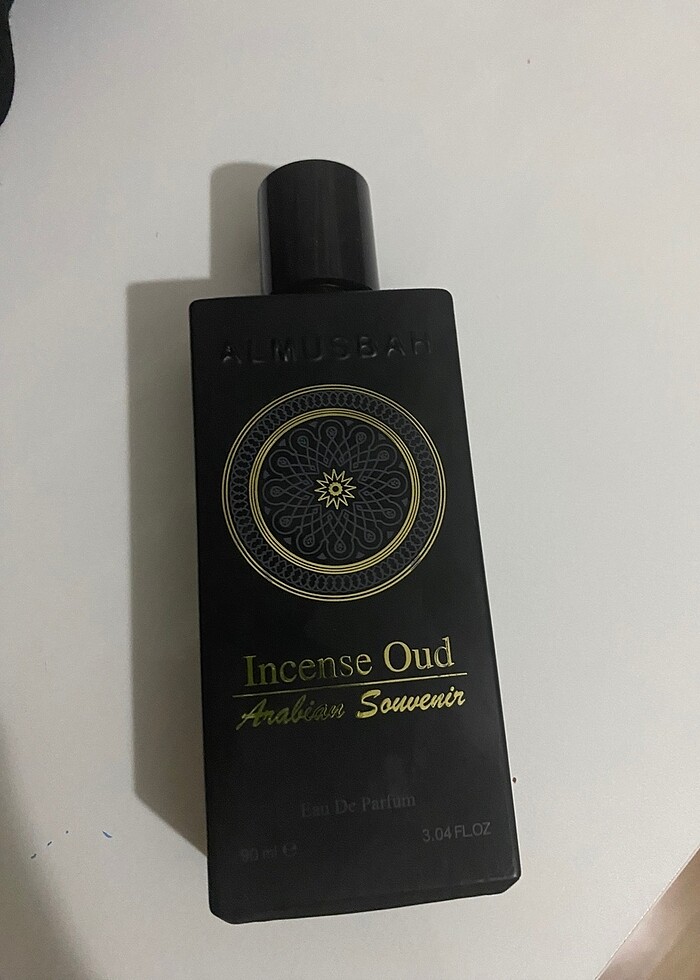 ALMUSBAH
Incense Oud
Arabian Souvenir
Eau De Parfum
90 ml ℮
3.04 FL.OZ